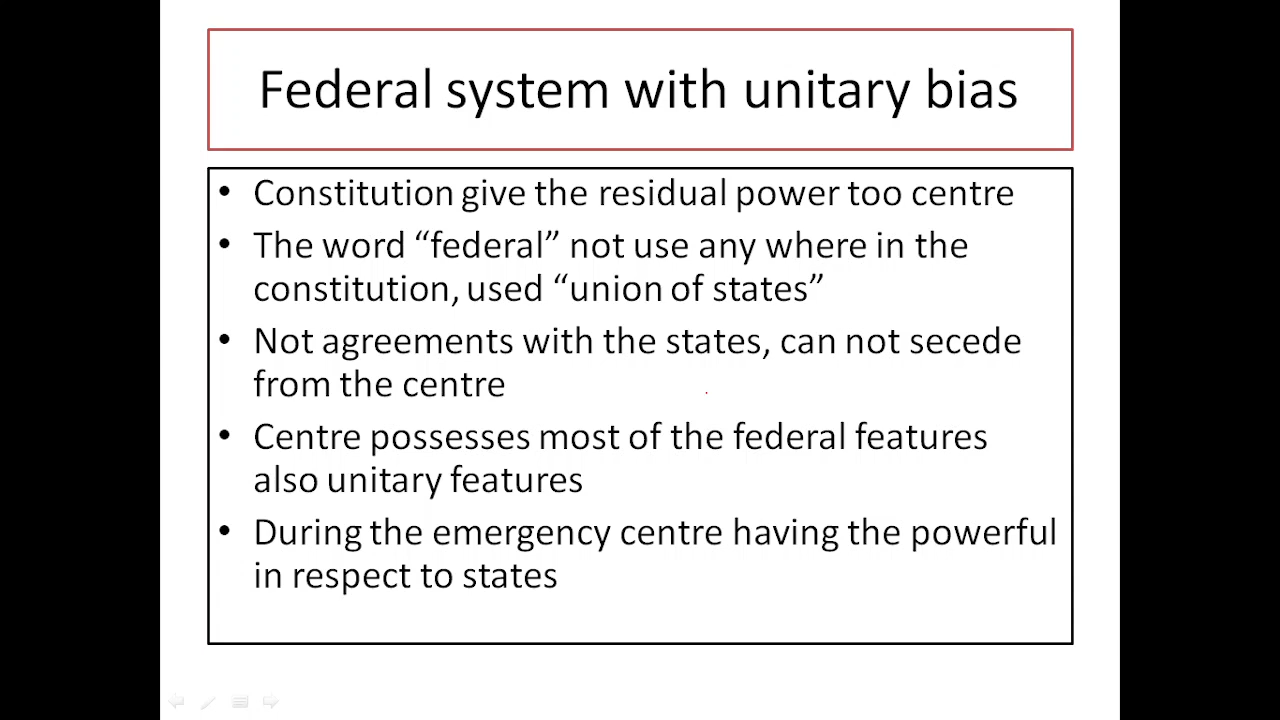 Federal system with unitary bias
• Constitution give the residual power too centre
• The word “federal” not use any where in the
constitution, used “union of states”
• Not agreements with the states, can not secede
from the centre
• Centre possesses most of the federal features
also unitary features
• During the emergency centre having the powerful
in respect to states